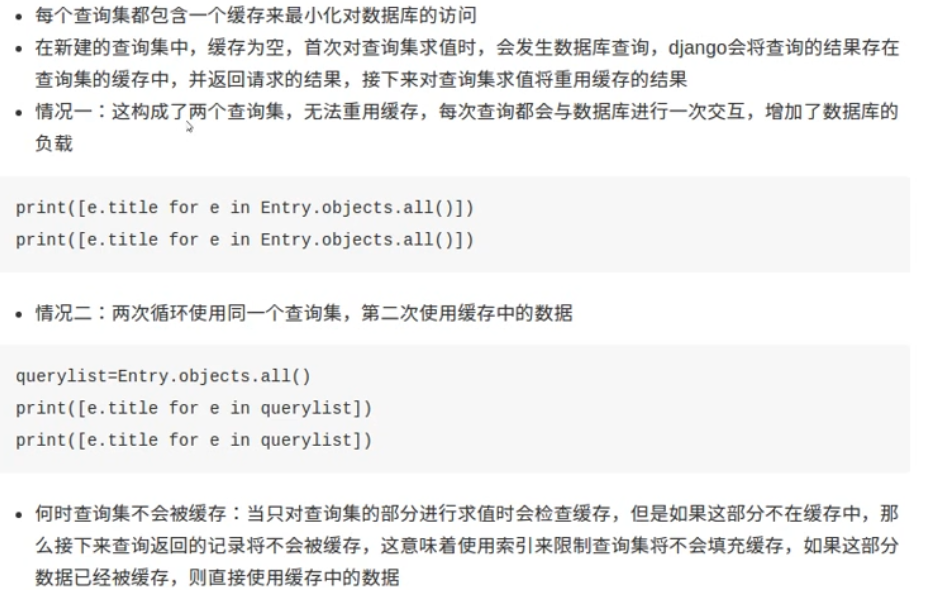 每个查询集都包含一个缓存来最小化对数据库的访问
在新建的查询集中，缓存为空，首次对查询集求值时，会发生数据库查询，django会将查询的结果存在
查询集的缓存中，并返回请求的结果，接下来对查询集求值将重用缓存的结果
情况一：这构成了两个查询集，无法重用缓存，每次查询都会与数据库进行一次交互，增加了数据库的
负载
print([e.title for e in Entry.objects.all()])
print([e.title for e in Entry.objects.all()])
情况二：两次循环使用同一个查询集，第二次使用缓存中的数据
querylist=Entry.objects.all()
print([e.title for e in querylist])
print([e.title for e in querylist])
何时查询集不会被缓存：当只对查询集的部分进行求值时会检查缓存，但是如果这部分不在缓存中，那
么接下来查询返回的记录将不会被缓存，这意味着使用索引来限制查询集将不会填充缓存，如果这部分
数据已经被缓存，则直接使用缓存中的数据